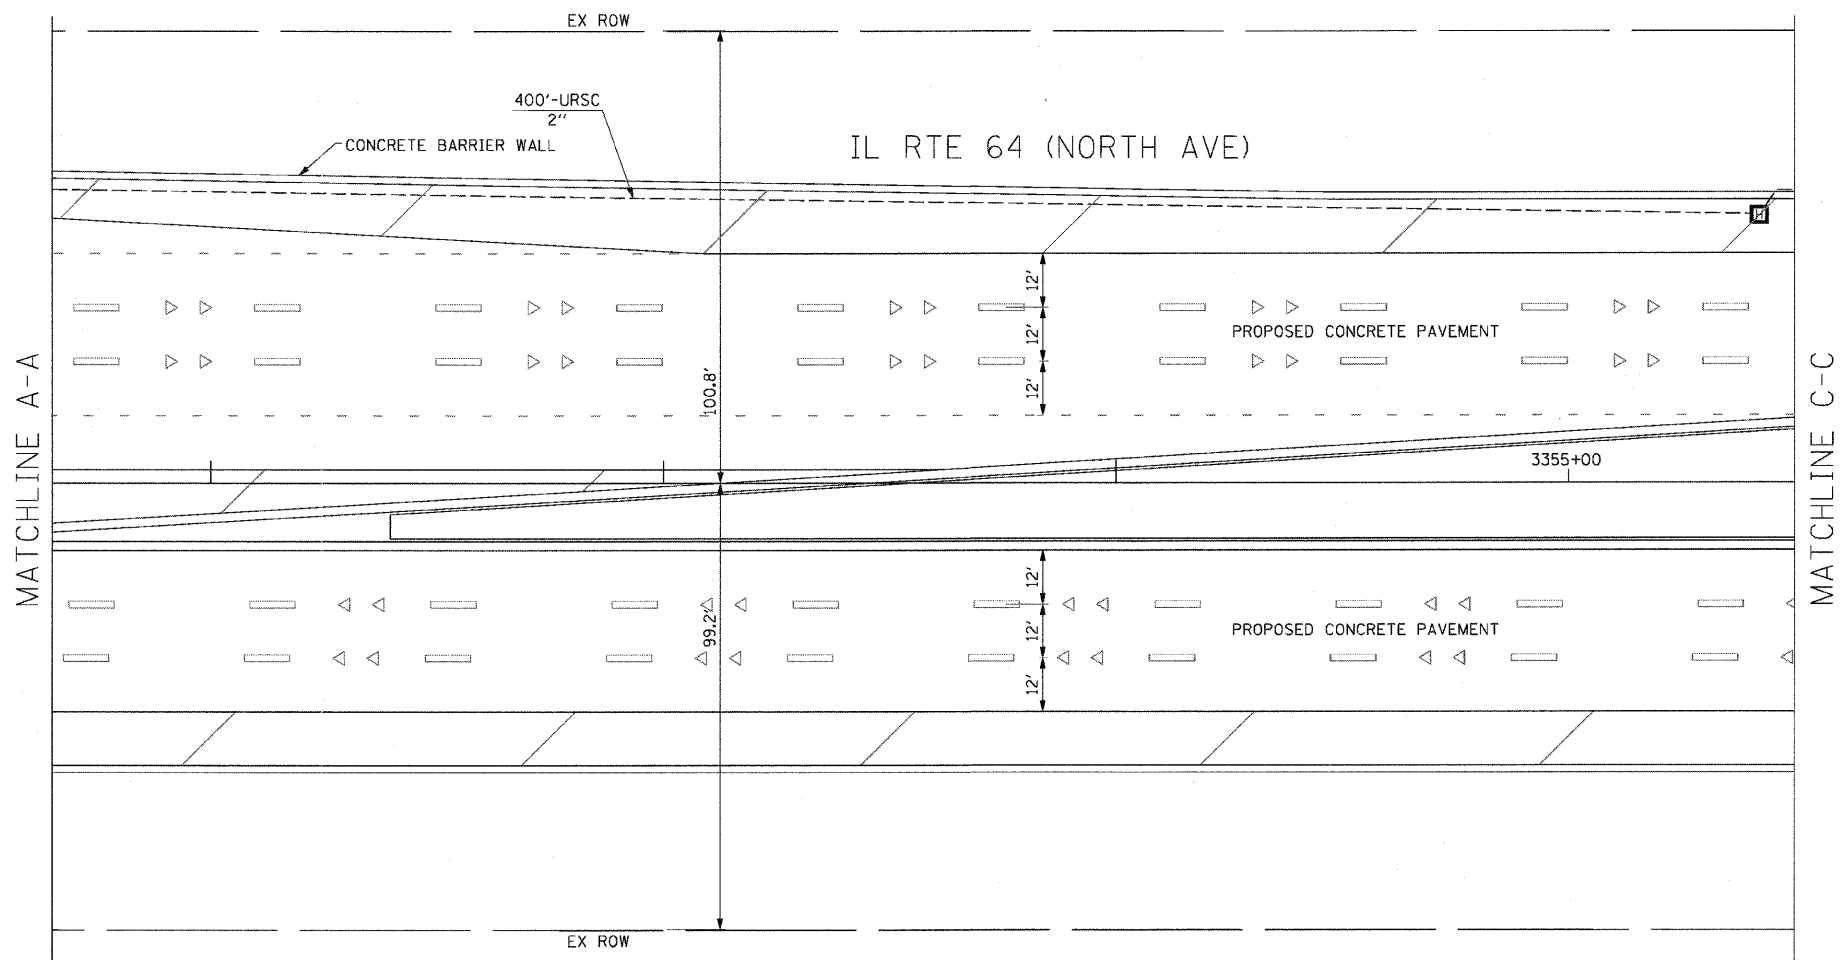 EX ROW
400'-URSC
2"
CONCRETE BARRIER WALL
IL RTE 64 (NORTH AVE)
H
12'
12'
PROPOSED CONCRETE PAVEMENT
12'
100.8'
MATCHLINE A-A
MATCHLINE C-C
3355+00
12'
99.2'
12'
PROPOSED CONCRETE PAVEMENT
12'
EX ROW